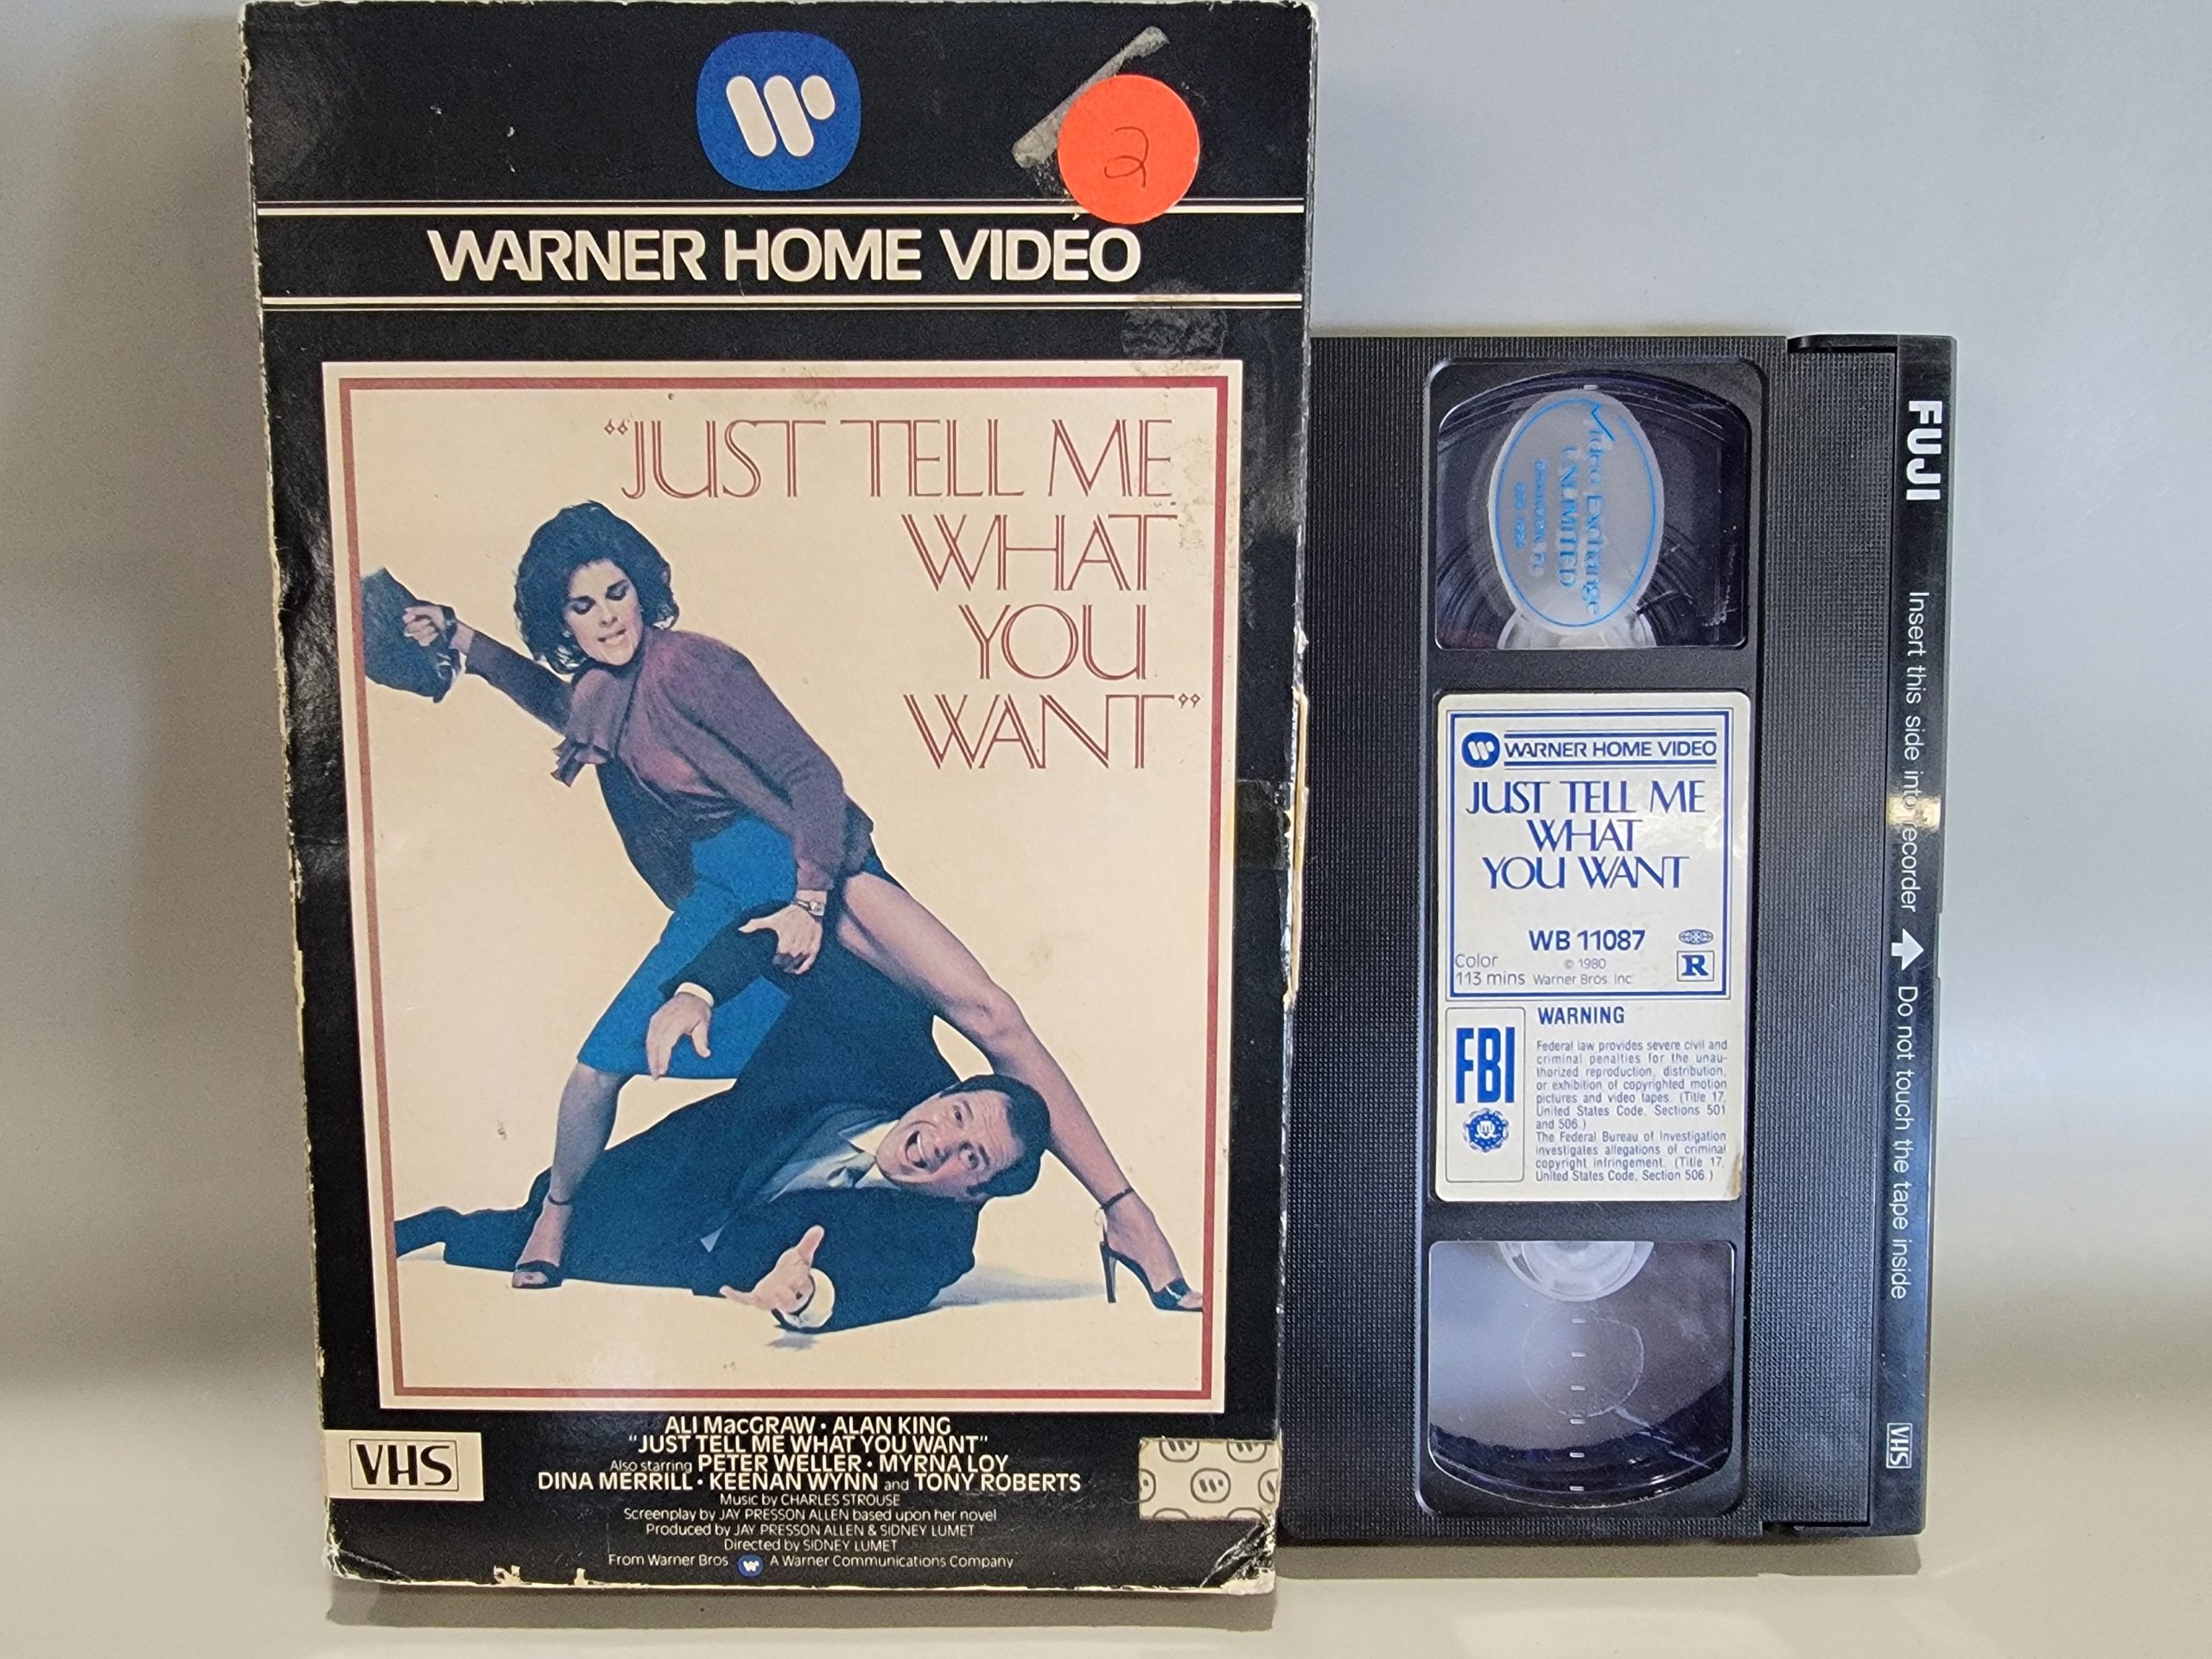 2
WARNER HOME VIDEO
"JUST TELL ME
WHAT
YOU
WANT"
ALI MacGRAW • ALAN KING
"JUST TELL ME WHAT YOU WANT"
Also starring PETER WELLER • MYRNA LOY
DINA MERRILL • KEENAN WYNN and TONY ROBERTS
Music by CHARLES STROUSE
Screenplay by JAY PRESSON ALLEN based upon her novel
Produced by JAY PRESSON ALLEN & SIDNEY LUMET
Directed by SIDNEY LUMET
From Warner Bros A Warner Communications Company
VHS
Video Exchange
UNLIMITED
WARNER HOME VIDEO
JUST TELL ME
WHAT
YOU WANT
WB 11087
Color
113 mins
© 1980
Warner Bros. Inc.
R
FBI
WARNING
Federal law provides severe civil and
criminal penalties for the unau-
thorized reproduction, distribution,
or exhibition of copyrighted motion
pictures and video tapes. (Title 17,
United States Code, Sections 501
and 506.)
The Federal Bureau of Investigation
investigates allegations of criminal
copyright infringement. (Title 17,
United States Code, Section 506.)
FUJI
Insert this side into recorder
Do not touch the tape inside
VHS